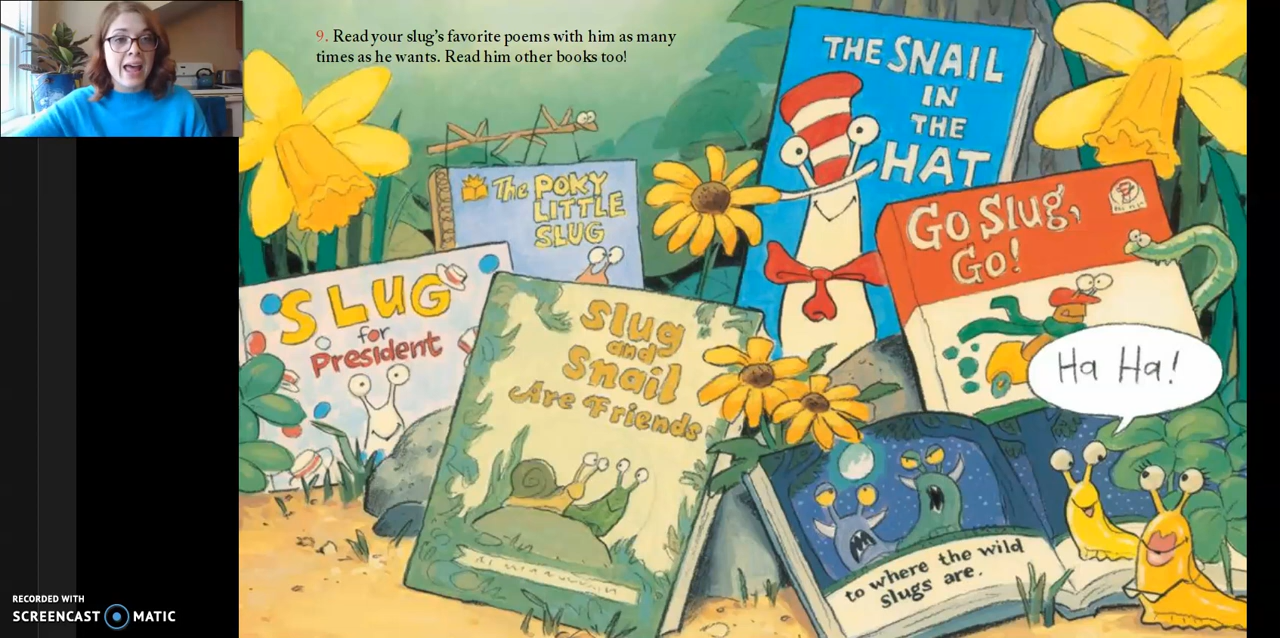 9. Read your slug's favorite poems with him as many
times as he wants. Read him other books too!
THE SNAIL
IN
THE
HAT
The POKY
LITTLE
SLUG
Go Slug,
Go!
SLUG
for
President
Slug
and
Snail
Are Friends
Ha Ha!
to where the wild
slugs are.
RECORDED WITH
SCREENCAST MATIC